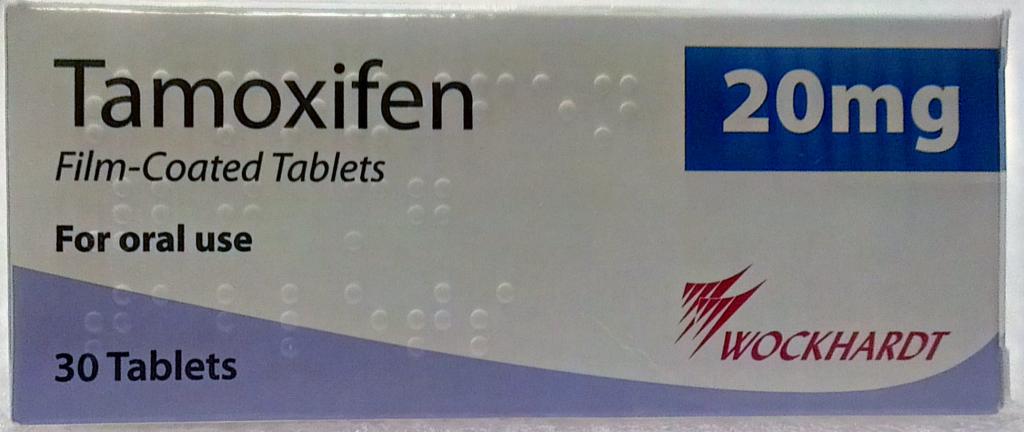 Tamoxifen
20mg
Film-Coated Tablets
For oral use
WOCKHARDT
30 Tablets